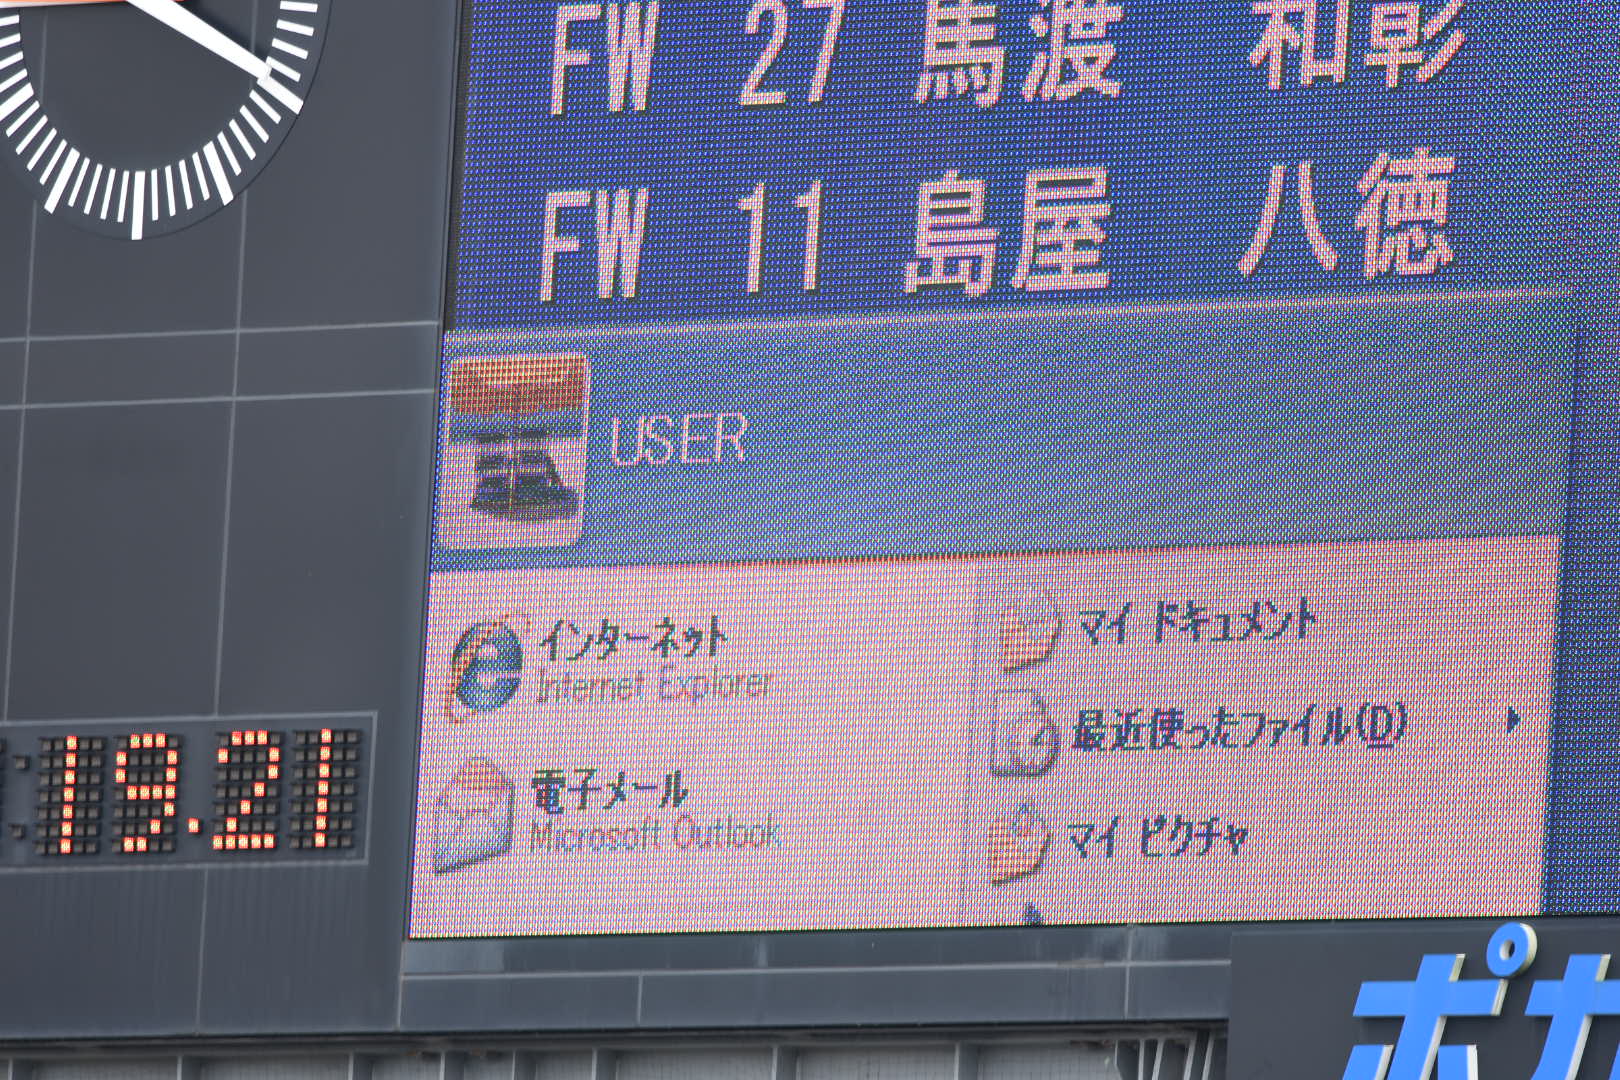 FW 27 馬渡 和彰
FW 11 島屋 八徳
USER
インターネット
Internet Explorer
電子メール
Microsoft Outlook
マイ ドキュメント
最近使ったファイル(D)
マイ ピクチャ
:19.21
ポカ